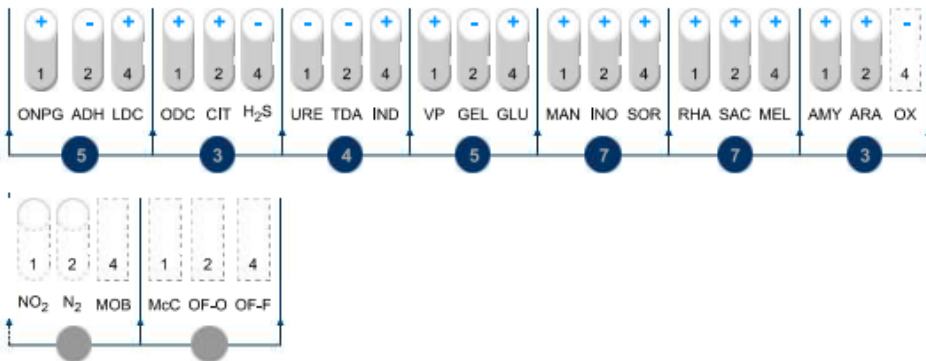 + - + + + - - - + + - + + + + + + + + + -
1 2 4 1 2 4 1 2 4 1 2 4 1 2 4 1 2 4 1 2 4
ONPG ADH LDC ODC CIT H₂S URE TDA IND VP GEL GLU MAN INO SOR RHA SAC MEL AMY ARA OX
5 3 4 5 7 7 3
1 2 4 1 2 4
NO₂ N₂ MOB McC OF-O OF-F